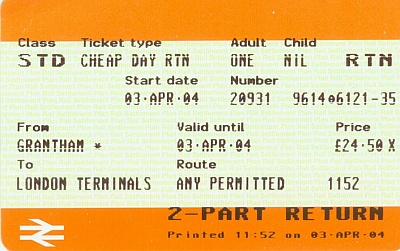 Class Ticket type Adult Child
STD CHEAP DAY RTN ONE NIL RTN
Start date Number
03·APR·04 20931 9614⌀6121-35
From Valid until Price
GRANTHAM * 03·APR·04 £24·50X
To Route
LONDON TERMINALS ANY PERMITTED 1152
2-PART RETURN
Printed 11:52 on 03·APR·04